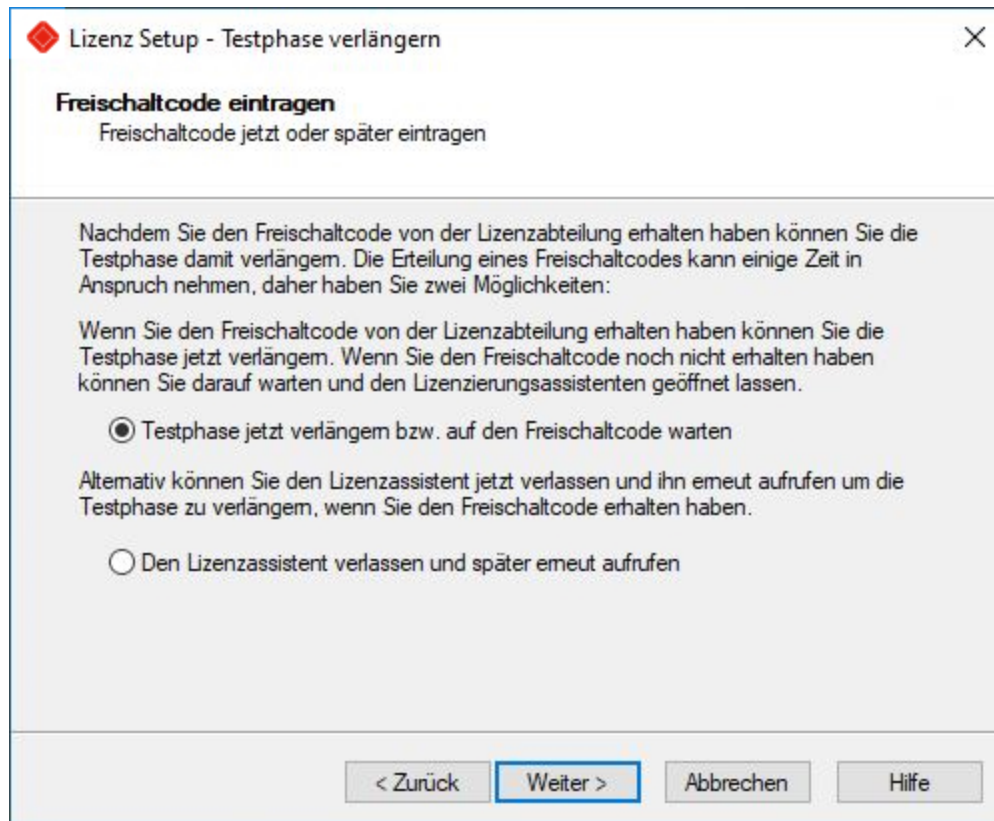 Lizenz Setup - Testphase verlängern
Freischaltcode eintragen
Freischaltcode jetzt oder später eintragen
Nachdem Sie den Freischaltcode von der Lizenzabteilung erhalten haben können Sie die
Testphase damit verlängern. Die Erteilung eines Freischaltcodes kann einige Zeit in
Anspruch nehmen, daher haben Sie zwei Möglichkeiten:
Wenn Sie den Freischaltcode von der Lizenzabteilung erhalten haben können Sie die
Testphase jetzt verlängern. Wenn Sie den Freischaltcode noch nicht erhalten haben
können Sie darauf warten und den Lizenzierungsassistenten geöffnet lassen.
Testphase jetzt verlängern bzw. auf den Freischaltcode warten
Alternativ können Sie den Lizenzassistent jetzt verlassen und ihn erneut aufrufen um die
Testphase zu verlängern, wenn Sie den Freischaltcode erhalten haben.
Den Lizenzassistent verlassen und später erneut aufrufen
< Zurück Weiter > Abbrechen Hilfe